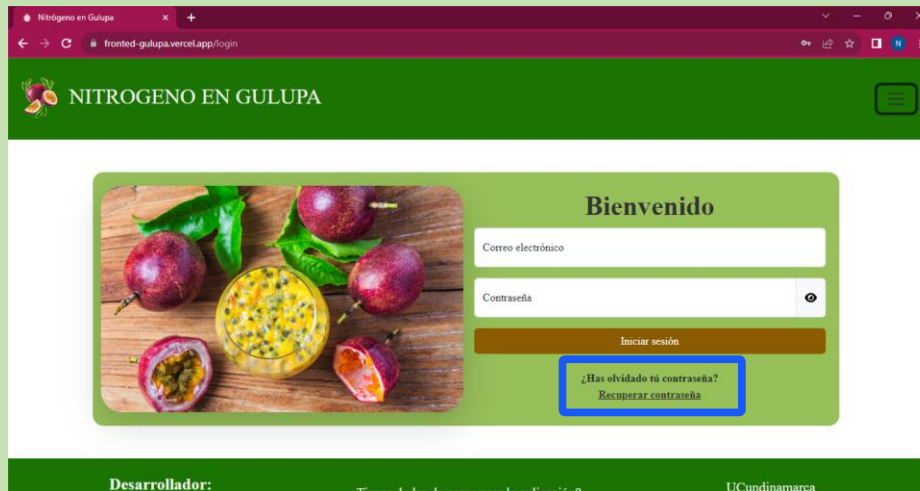 Nitrógeno en Gulupa
fronted-gulupa.vercel.app/login
N
NITROGENO EN GULUPA
Bienvenido
Correo electrónico
Contraseña
Iniciar sesión
¿Has olvidado tú contraseña?
Recuperar contraseña
Desarrollador:
UCundinamarca